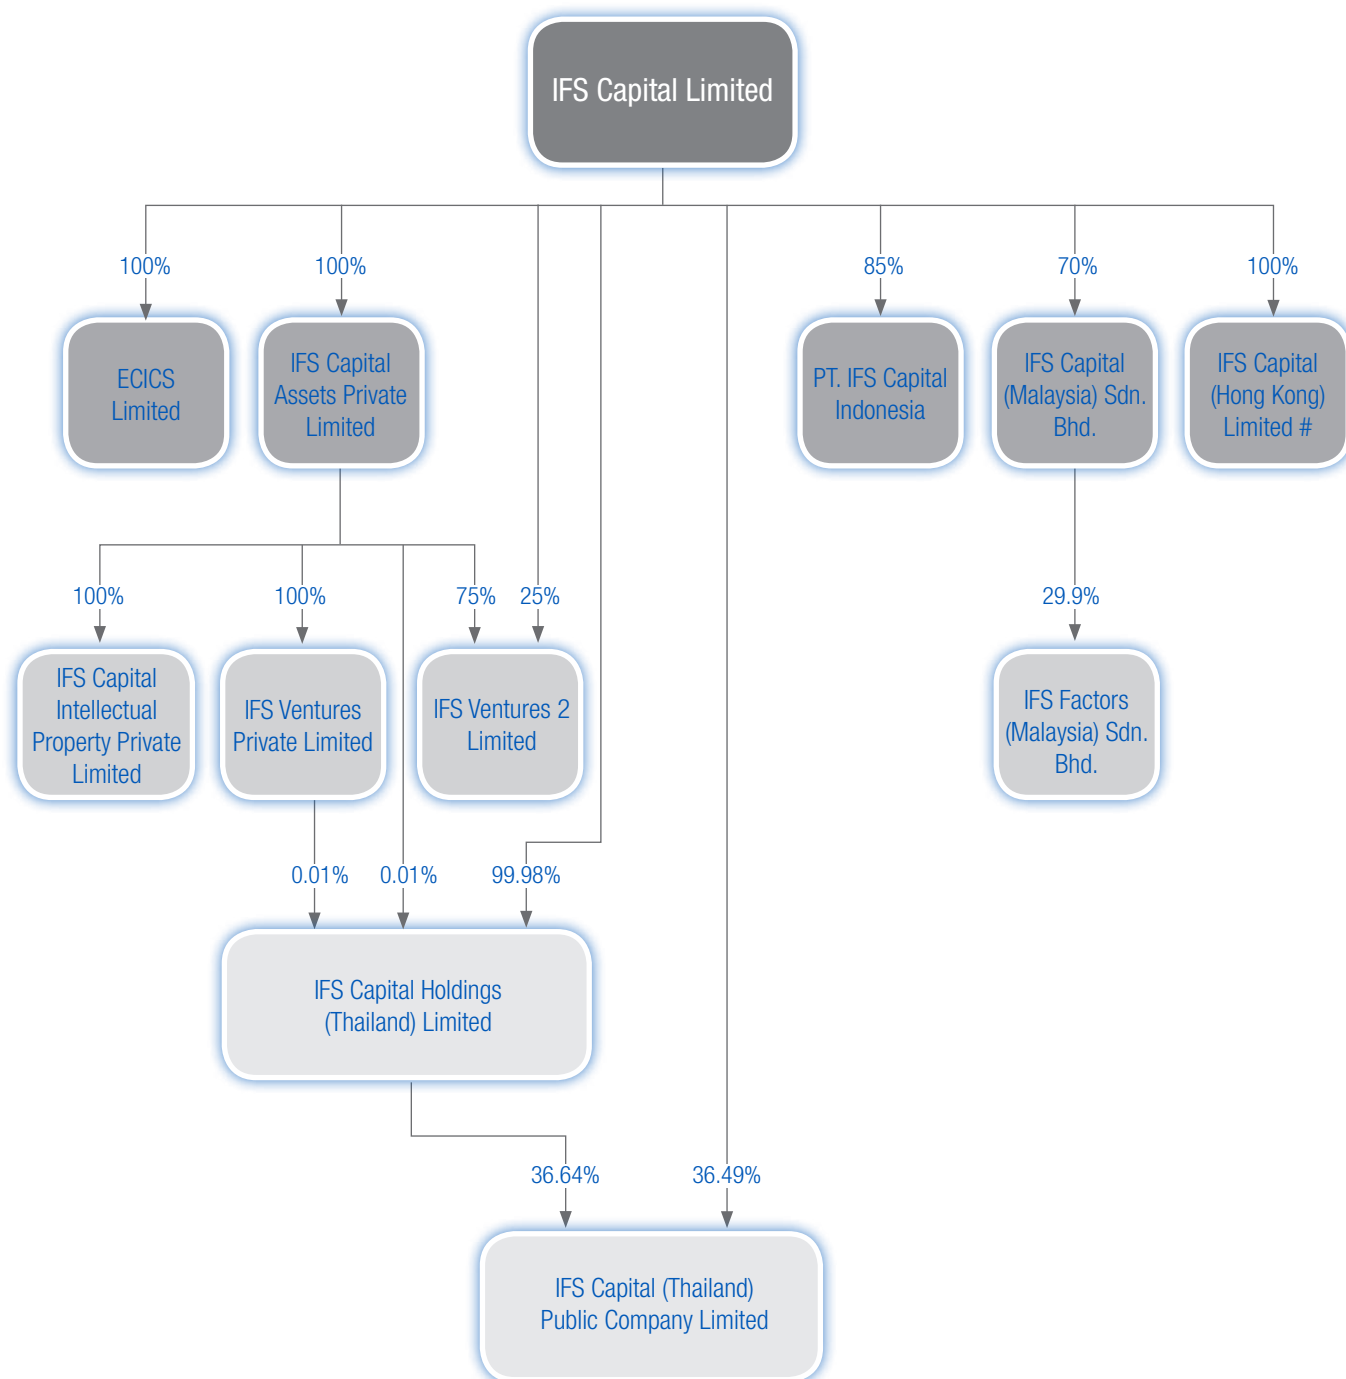 IFS Capital Limited
100%
100%
85%
70%
100%
ECICS
Limited
IFS Capital
Assets Private
Limited
PT. IFS Capital
Indonesia
IFS Capital
(Malaysia) Sdn.
Bhd.
IFS Capital
(Hong Kong)
Limited #
100%
100%
75%
25%
29.9%
IFS Capital
Intellectual
Property Private
Limited
IFS Ventures
Private Limited
IFS Ventures 2
Limited
IFS Factors
(Malaysia) Sdn.
Bhd.
0.01%
0.01%
99.98%
IFS Capital Holdings
(Thailand) Limited
36.64%
36.49%
IFS Capital (Thailand)
Public Company Limited